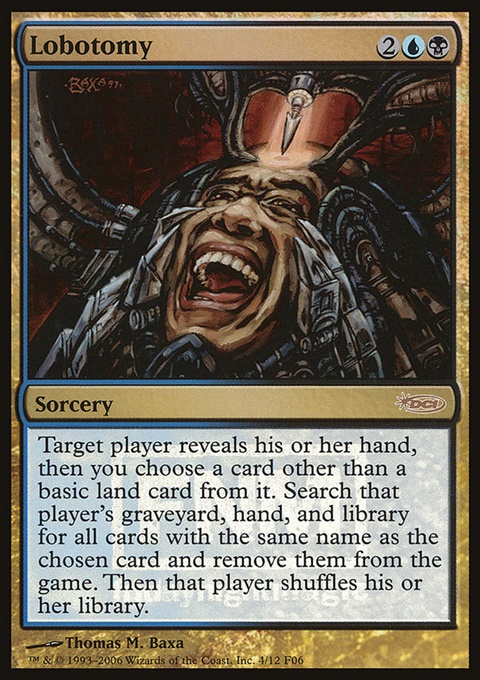 Lobotomy 2
BAXA 97.
Sorcery
DCI
Target player reveals his or her hand,
then you choose a card other than a
basic land card from it. Search that
player's graveyard, hand, and library
for all cards with the same name as the
chosen card and remove them from the
game. Then that player shuffles his or
her library.
Thomas M. Baxa
™ & © 1993–2006 Wizards of the Coast, Inc. 4/12 F06